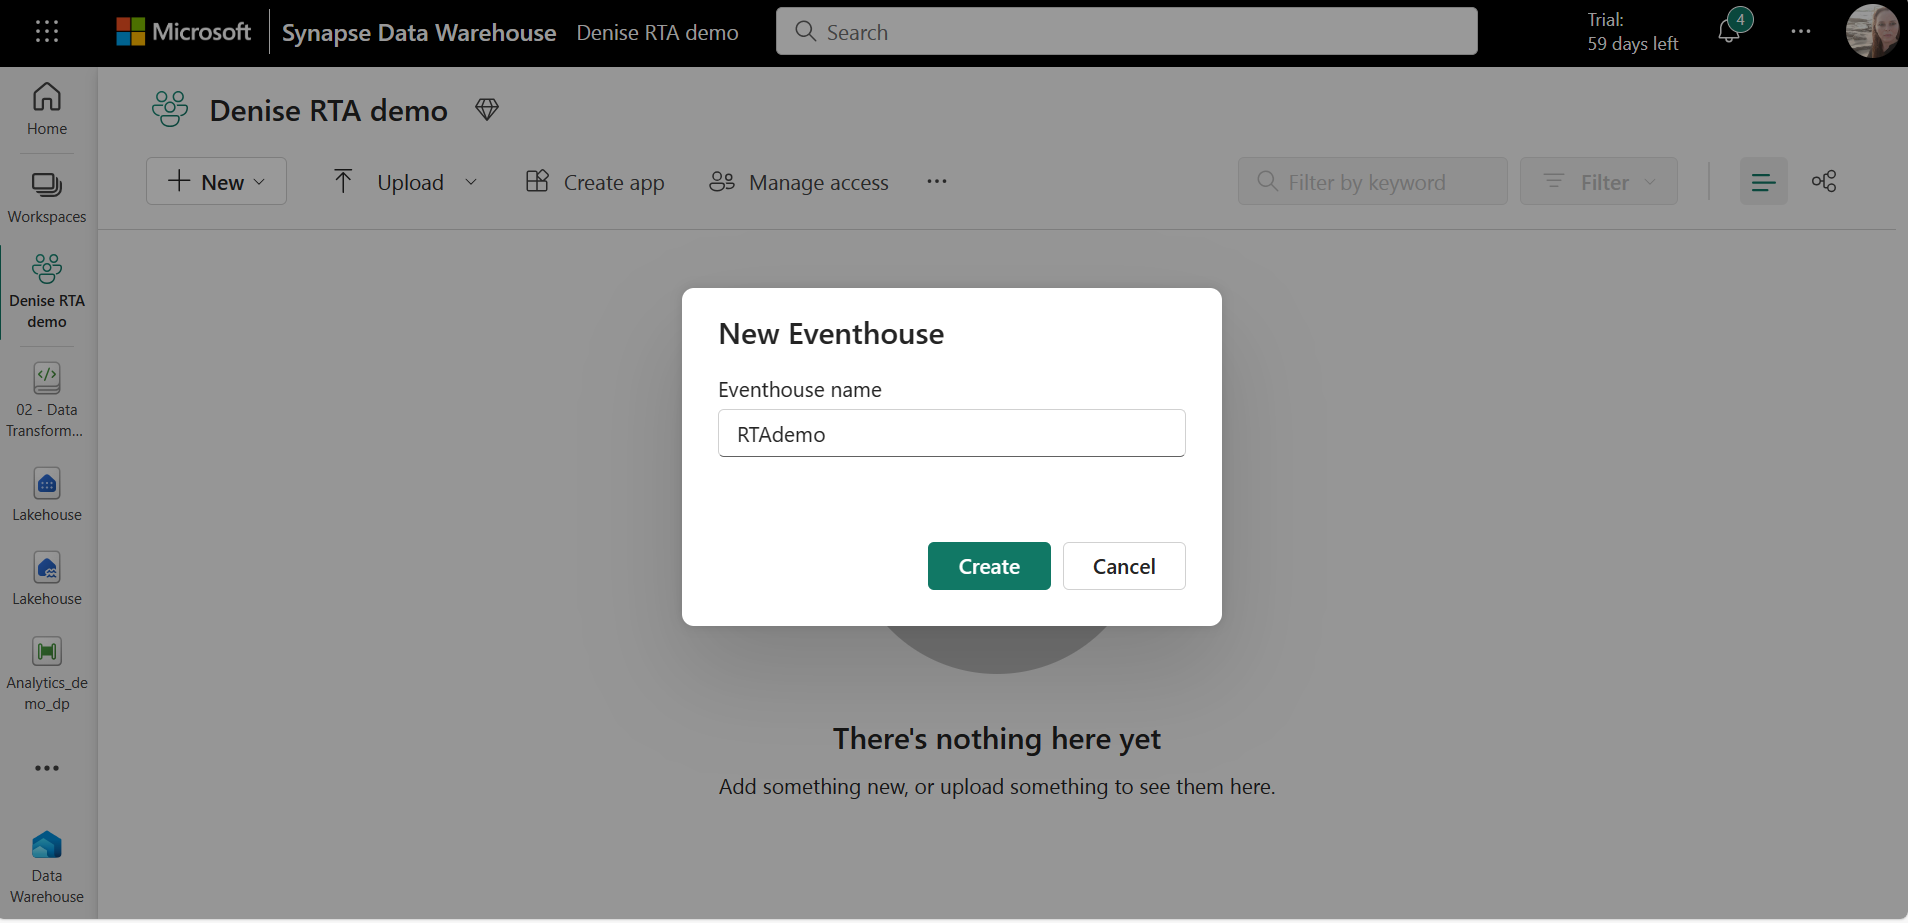 Microsoft
Synapse Data Warehouse
Denise RTA demo
Search
Trial:
59 days left
4
Home
Workspaces
Denise RTA
demo
02 - Data
Transform...
Lakehouse
Lakehouse
Analytics_de
mo_dp
Data
Warehouse
Denise RTA demo
New
Upload
Create app
Manage access
Filter by keyword
Filter
New Eventhouse
Eventhouse name
RTAdemo
Create
Cancel
There's nothing here yet
Add something new, or upload something to see them here.